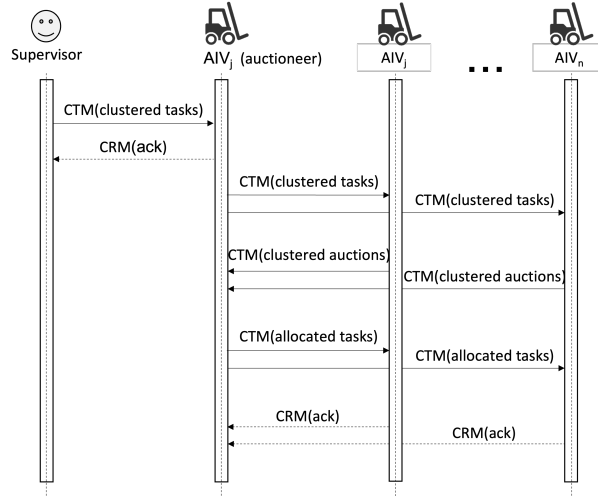 Supervisor
AIVj (auctioneer)
AIVj
...
AIVn
CTM(clustered tasks)
CRM(ack)
CTM(clustered tasks)
CTM(clustered tasks)
CTM(clustered auctions)
CTM(clustered auctions)
CTM(allocated tasks)
CTM(allocated tasks)
CRM(ack)
CRM(ack)